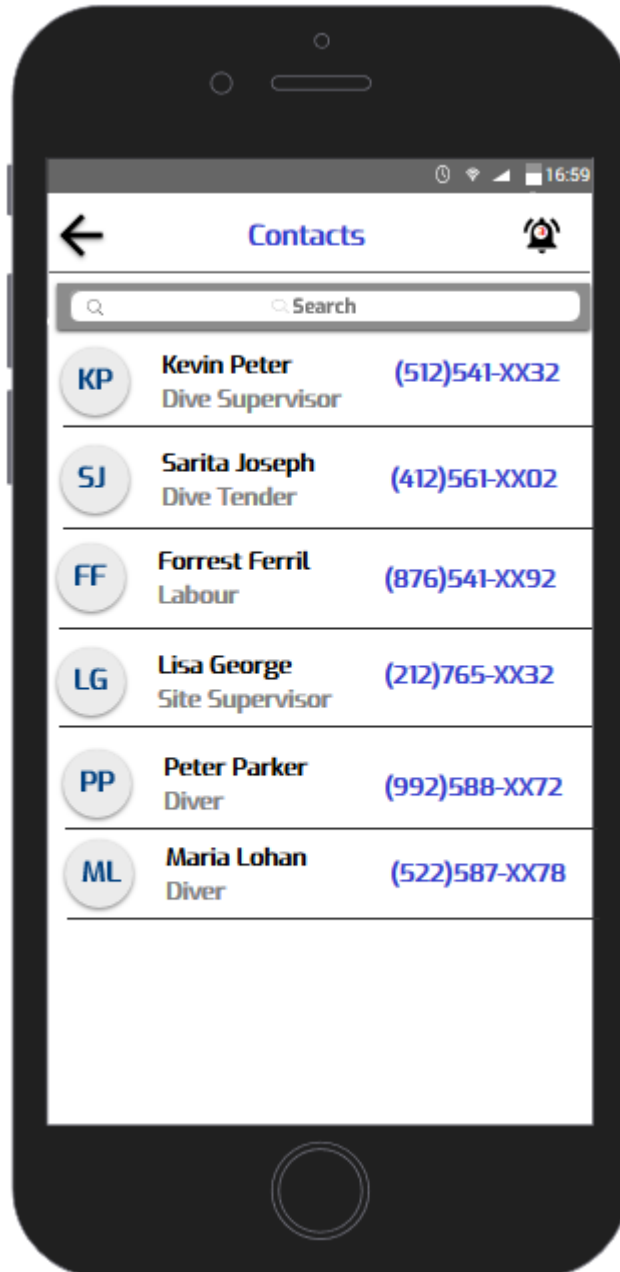 16:59
Contacts
Search
KP Kevin Peter (512)541-XX32
Dive Supervisor
SJ Sarita Joseph (412)561-XX02
Dive Tender
FF Forrest Ferril (876)541-XX92
Labour
LG Lisa George (212)765-XX32
Site Supervisor
PP Peter Parker (992)588-XX72
Diver
ML Maria Lohan (522)587-XX78
Diver